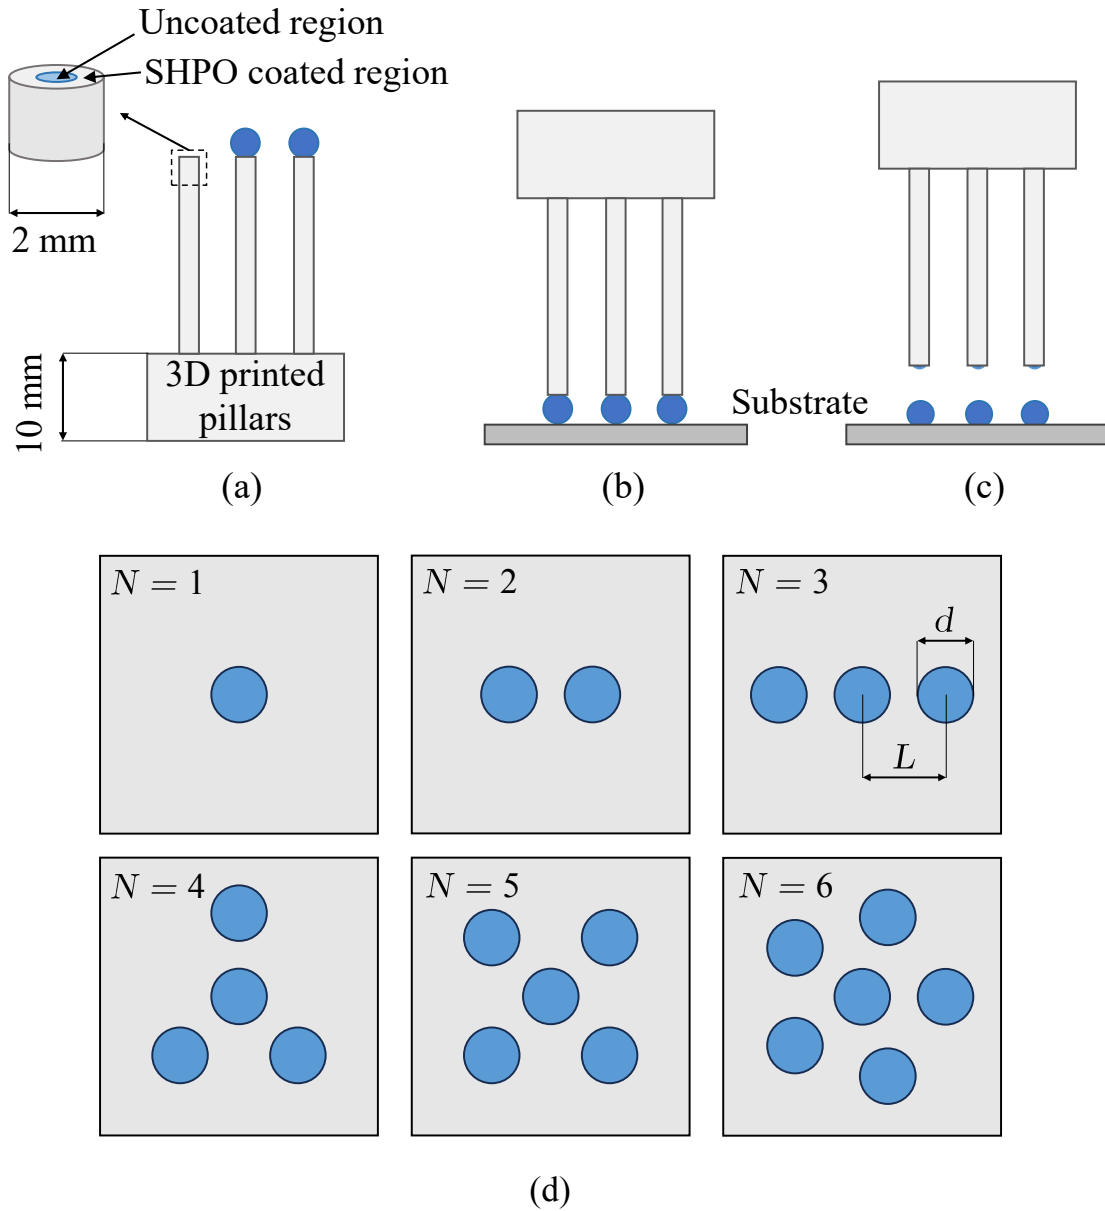 Uncoated region
SHPO coated region
2 mm
10 mm
3D printed
pillars
Substrate
(a)
(b)
(c)
N = 1
N = 2
N = 3
d
L
N = 4
N = 5
N = 6
(d)